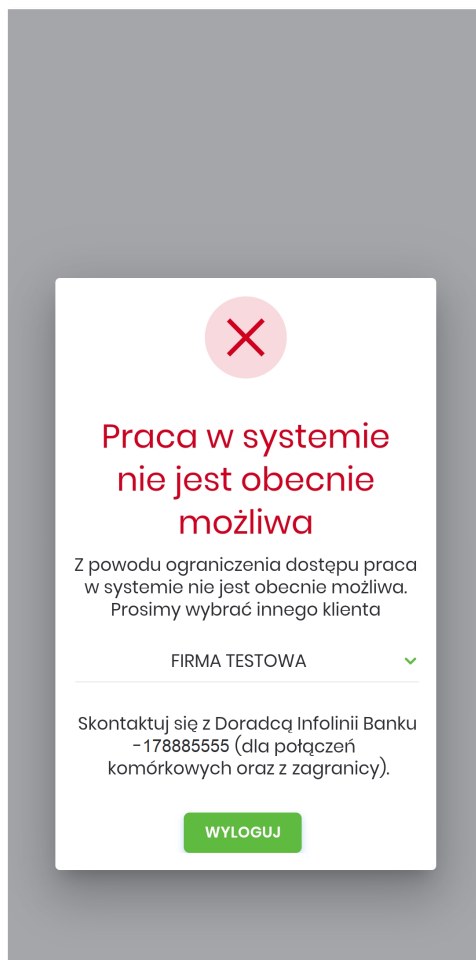 Praca w systemie
nie jest obecnie
możliwa
Z powodu ograniczenia dostępu praca
w systemie nie jest obecnie możliwa.
Prosimy wybrać innego klienta
FIRMA TESTOWA
Skontaktuj się z Doradcą Infolinii Banku
-178885555 (dla połączeń
komórkowych oraz z zagranicy).
WYLOGUJ